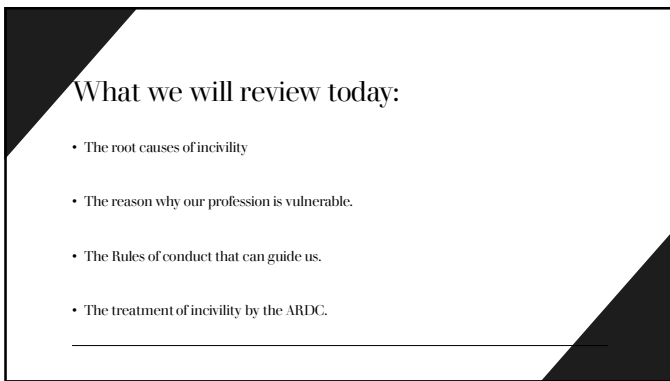 What we will review today:
• The root causes of incivility
• The reason why our profession is vulnerable.
• The Rules of conduct that can guide us.
• The treatment of incivility by the ARDC.